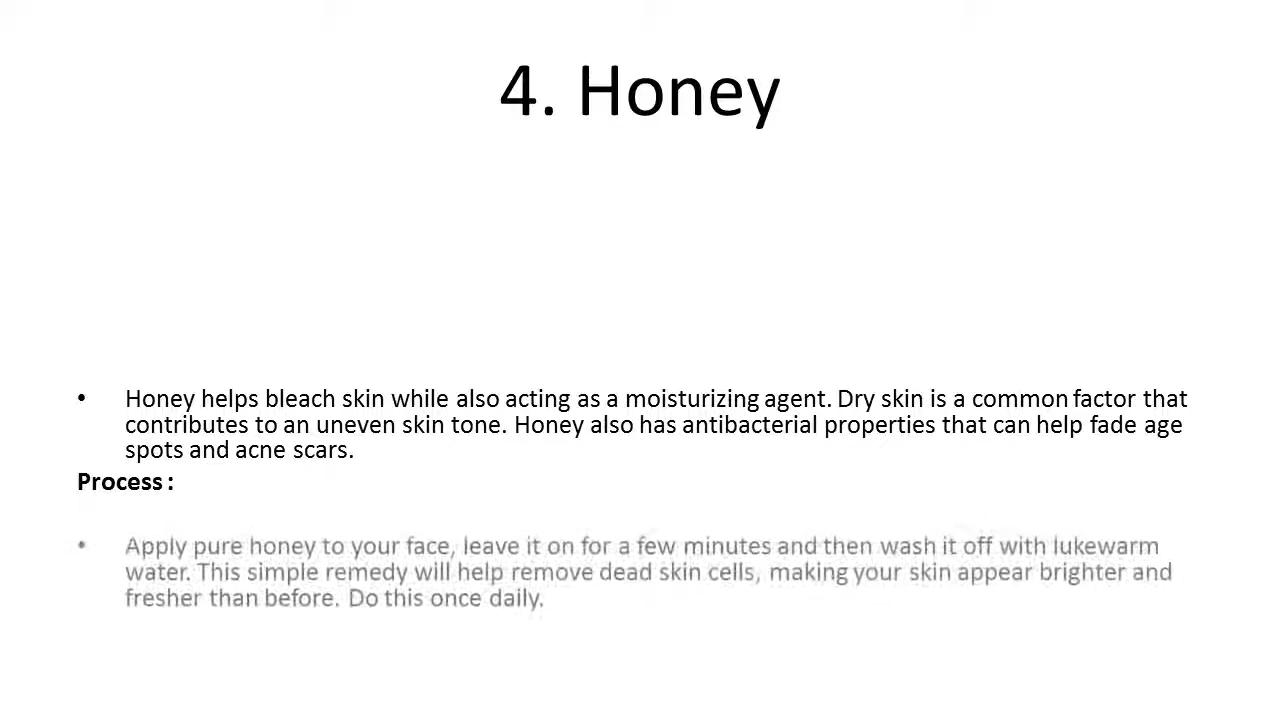 4. Honey
• Honey helps bleach skin while also acting as a moisturizing agent. Dry skin is a common factor that
contributes to an uneven skin tone. Honey also has antibacterial properties that can help fade age
spots and acne scars.
Process :
• Apply pure honey to your face, leave it on for a few minutes and then wash it off with lukewarm
water. This simple remedy will help remove dead skin cells, making your skin appear brighter and
fresher than before. Do this once daily.